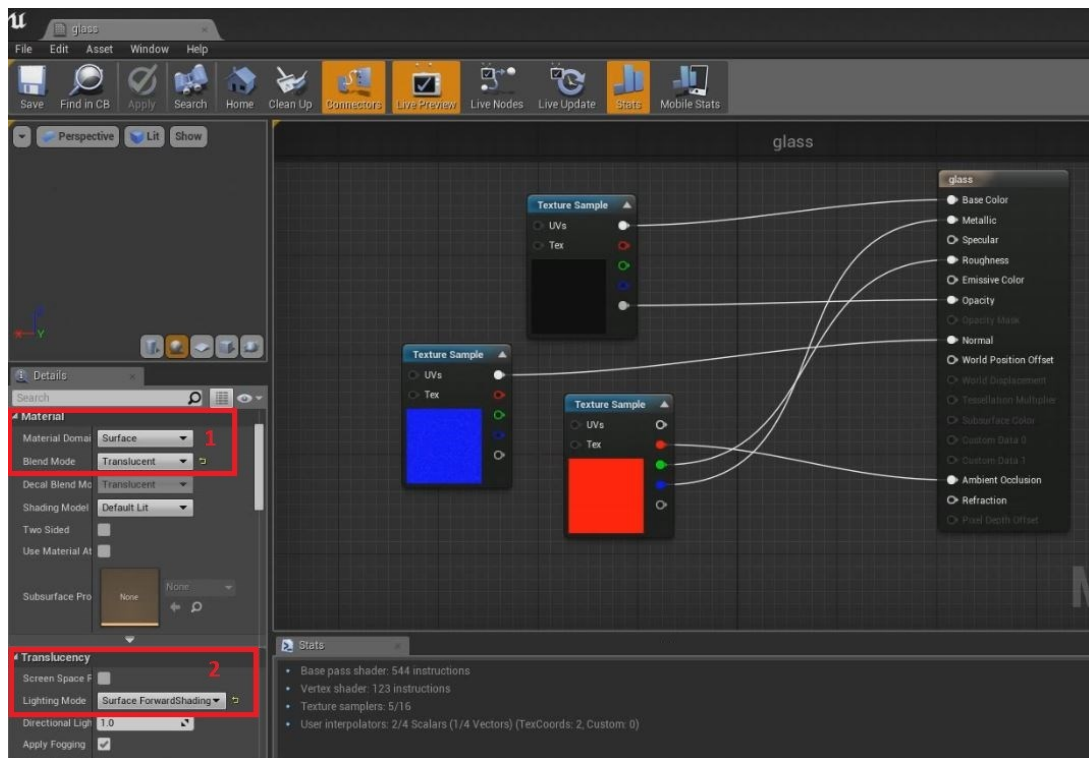 glass
File Edit Asset Window Help
Save Find in CB Apply Search Home Clean Up Connectors Live Preview Live Nodes Live Update Stats Mobile Stats
Perspective Lit Show
glass
Texture Sample
UVs
Tex
Texture Sample
UVs
Tex
Texture Sample
UVs
Tex
glass
Base Color
Metallic
Specular
Roughness
Emissive Color
Opacity
Opacity Mask
Normal
World Position Offset
World Displacement
Tessellation Multiplier
Subsurface Color
Custom Data 0
Custom Data 1
Ambient Occlusion
Refraction
Pixel Depth Offset
M
X Y
Details
Search
Material
Material Domai Surface 1
Blend Mode Translucent
Decal Blend Mc Translucent
Shading Model Default Lit
Two Sided
Use Material At
Subsurface Pro None None
Translucency 2
Screen Space F
Lighting Mode Surface ForwardShading
Directional Ligh 1.0
Apply Fogging
Stats
Base pass shader: 544 instructions
Vertex shader: 123 instructions
Texture samplers: 5/16
User interpolators: 2/4 Scalars (1/4 Vectors) (TexCoords: 2, Custom: 0)